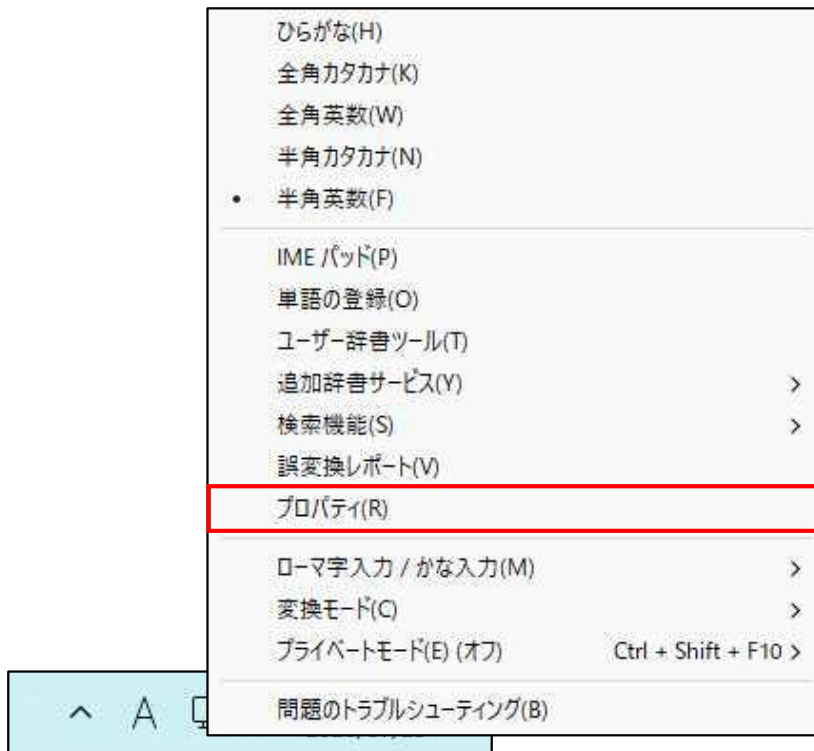 ひらがな(H)
全角カタカナ(K)
全角英数(W)
半角カタカナ(N)
• 半角英数(F)
IME パッド(P)
単語の登録(O)
ユーザー辞書ツール(T)
追加辞書サービス(Y)
検索機能(S)
誤変換レポート(V)
プロパティ(R)
ローマ字入力 / かな入力(M)
変換モード(C)
プライベートモード(E) (オフ) Ctrl + Shift + F10
問題のトラブルシューティング(B)
A